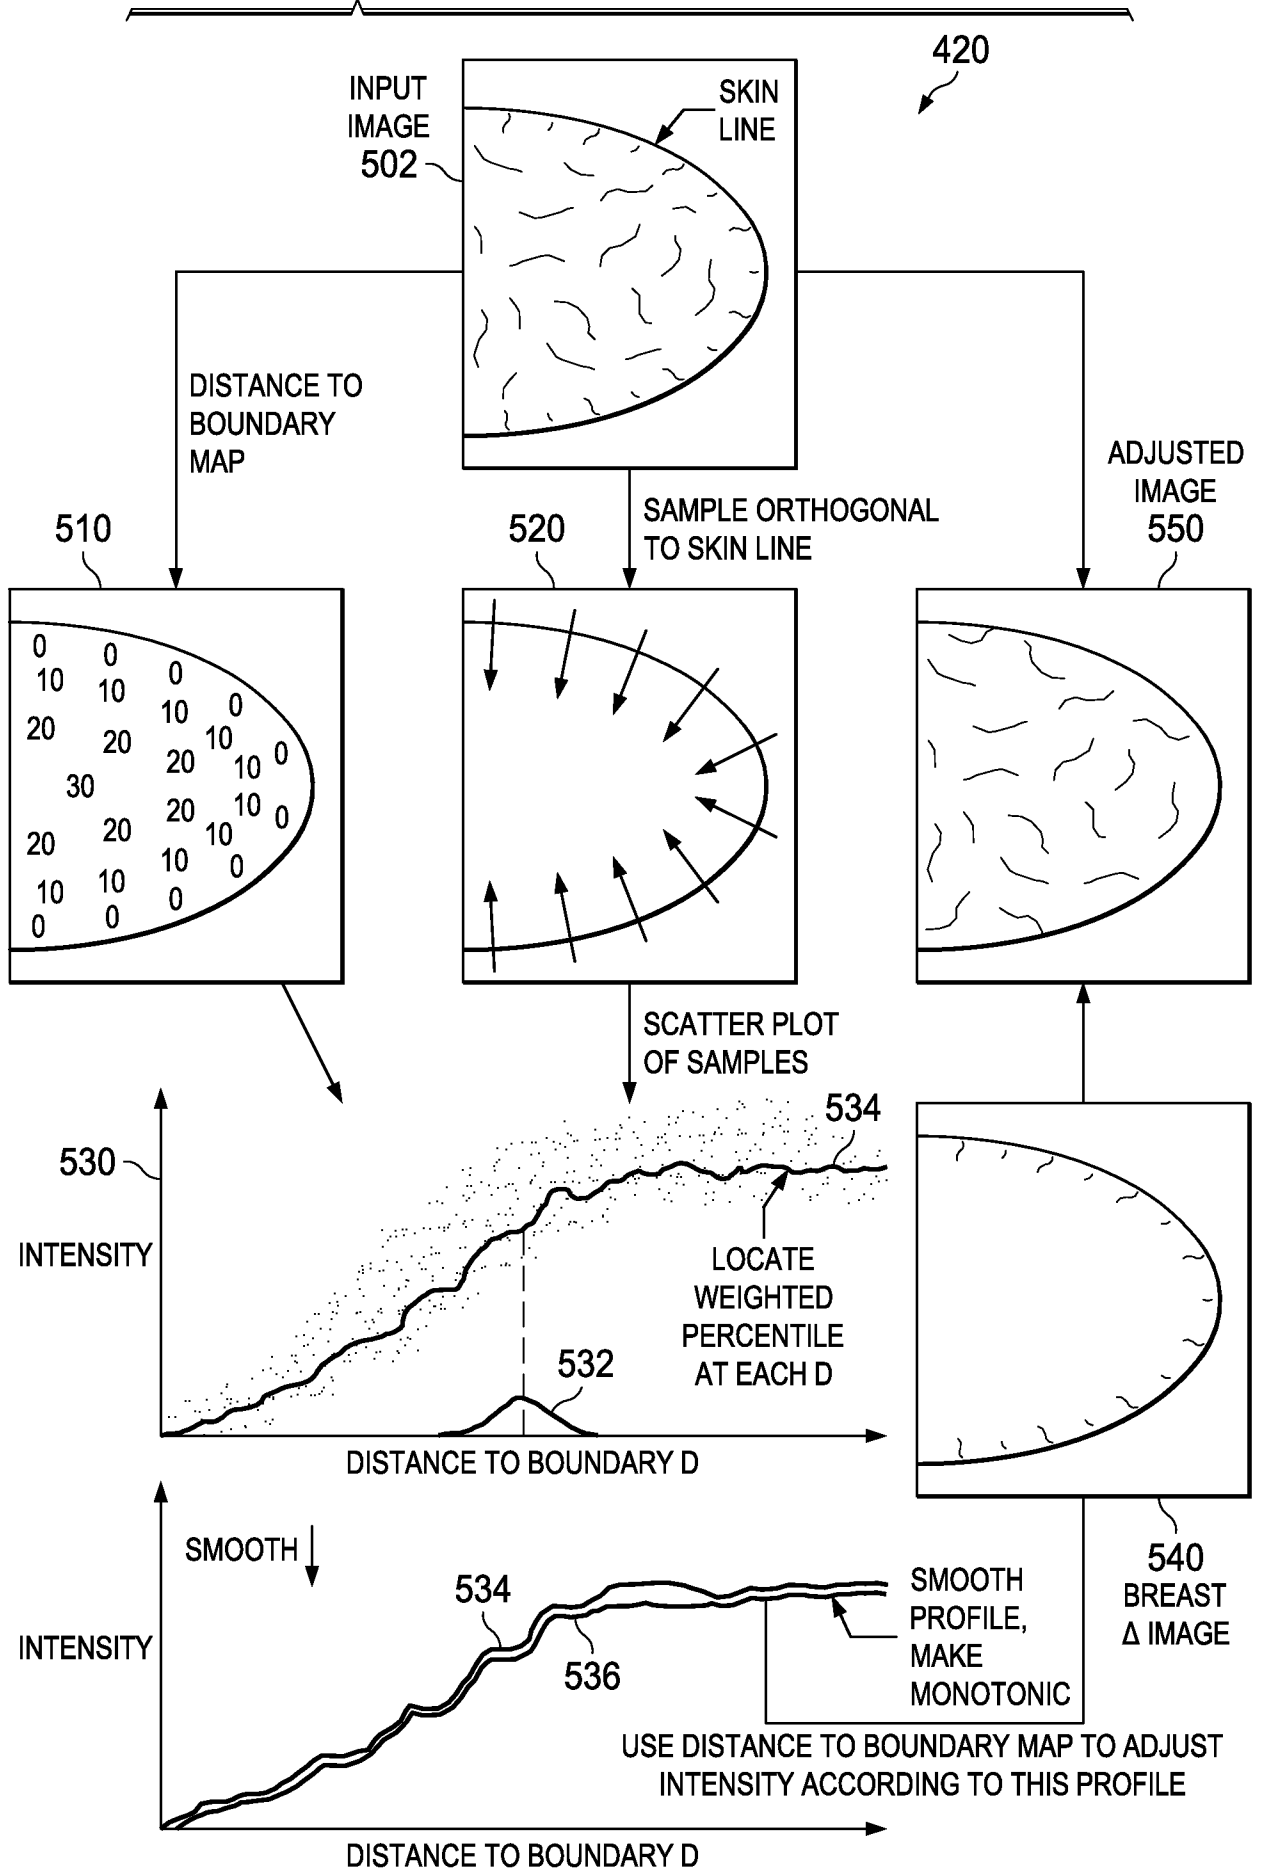 420
INPUT
IMAGE
502
SKIN
LINE
DISTANCE TO
BOUNDARY
MAP
SAMPLE ORTHOGONAL
TO SKIN LINE
ADJUSTED
IMAGE
550
510
520
0 0 0
10 10 10 0
20 20 20 10 10 0
30
20 20 20 10 10 0
10 10 10 0
0 0 0
SCATTER PLOT
OF SAMPLES
530
534
INTENSITY
LOCATE
WEIGHTED
PERCENTILE
AT EACH D
532
DISTANCE TO BOUNDARY D
540
BREAST
Δ IMAGE
SMOOTH
534
536
INTENSITY
SMOOTH
PROFILE,
MAKE
MONOTONIC
USE DISTANCE TO BOUNDARY MAP TO ADJUST
INTENSITY ACCORDING TO THIS PROFILE
DISTANCE TO BOUNDARY D